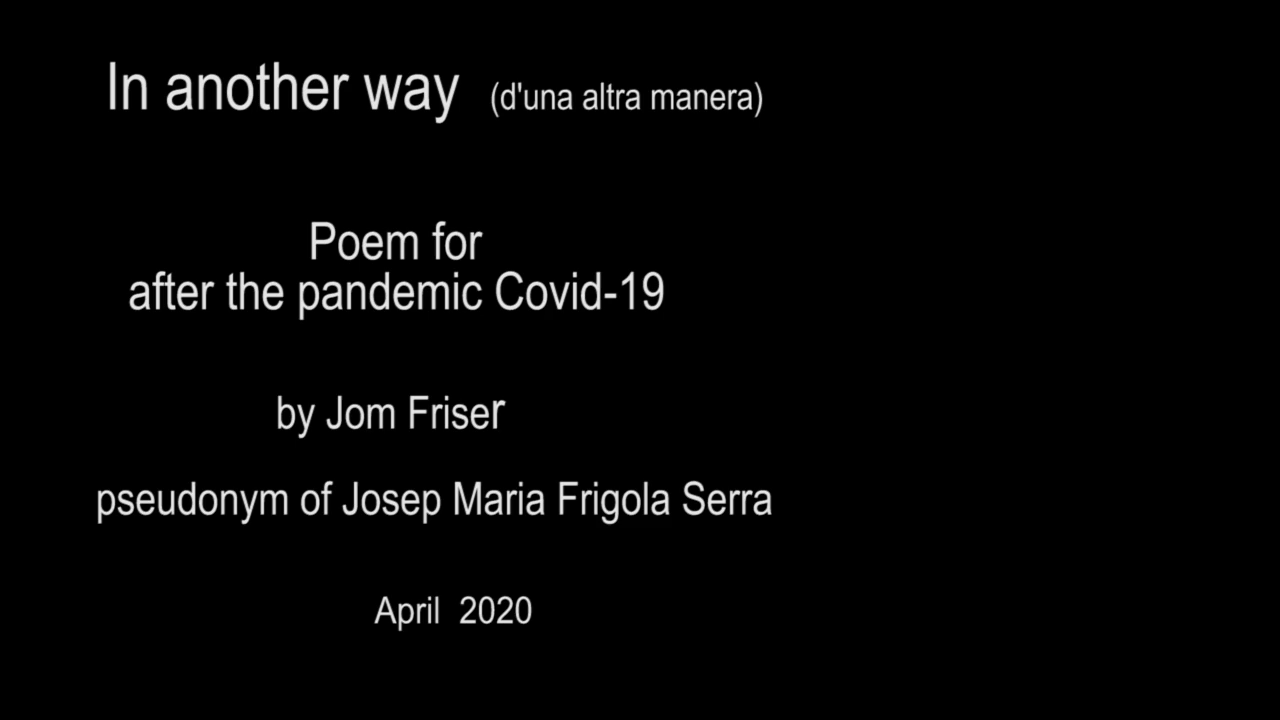 In another way (d'una altra manera)
Poem for
after the pandemic Covid-19
by Jom Friser
pseudonym of Josep Maria Frigola Serra
April 2020